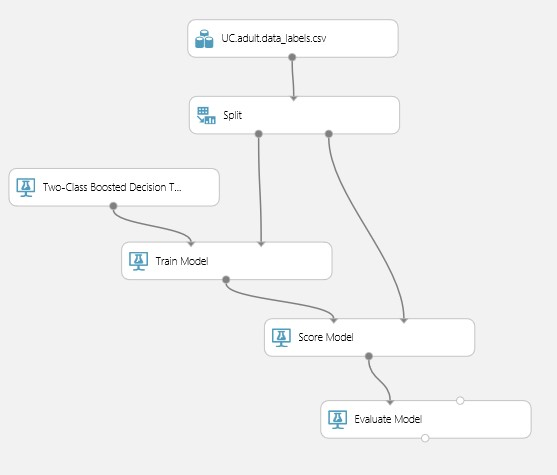 UC.adult.data_labels.csv
Split
Two-Class Boosted Decision T...
Train Model
Score Model
Evaluate Model